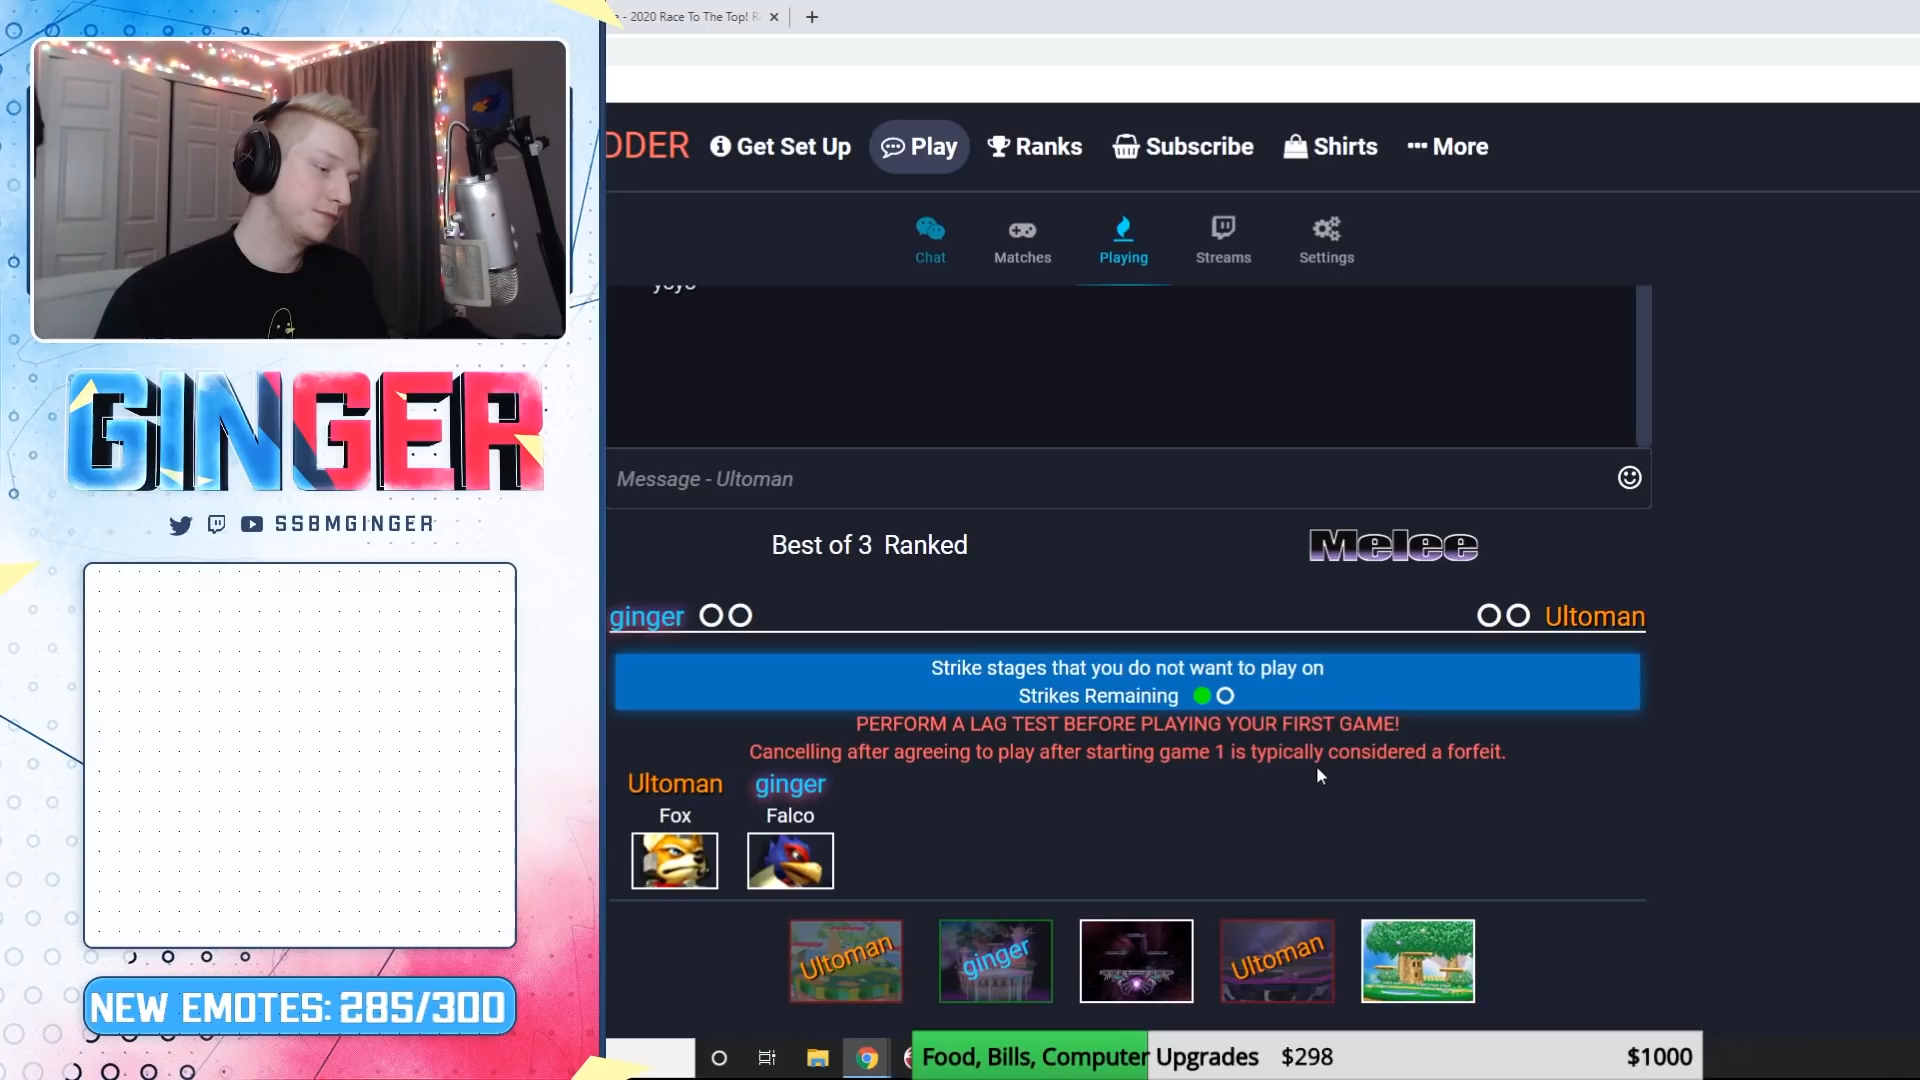 - 2020 Race To The Top!
DDER
Get Set Up
Play
Ranks
Subscribe
Shirts
More
Chat
Matches
Playing
Streams
Settings
yoyo
Message - Ultoman
Best of 3 Ranked
Melee
ginger
Ultoman
Strike stages that you do not want to play on
Strikes Remaining
PERFORM A LAG TEST BEFORE PLAYING YOUR FIRST GAME!
Cancelling after agreeing to play after starting game 1 is typically considered a forfeit.
Ultoman ginger
Fox Falco
Ultoman
ginger
Ultoman
GINGER
SSBMGINGER
NEW EMOTES: 285/300
Food, Bills, Computer Upgrades $298 $1000